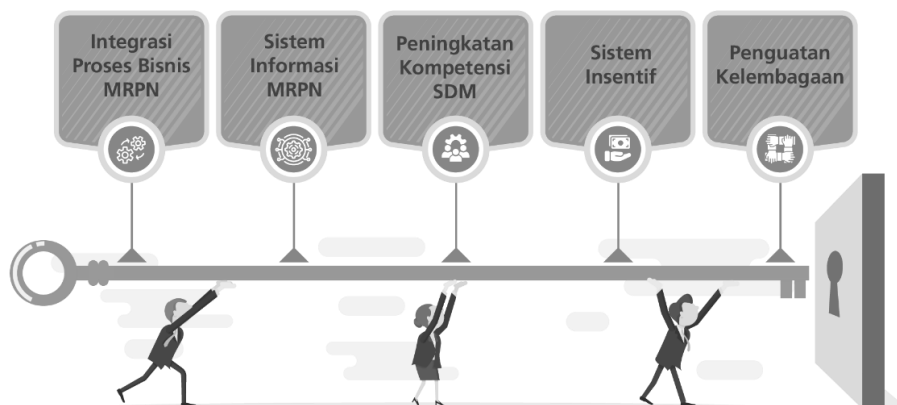 Integrasi
Proses Bisnis
MRPN
Sistem
Informasi
MRPN
Peningkatan
Kompetensi
SDM
Sistem
Insentif
Penguatan
Kelembagaan